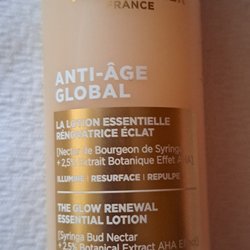 FRANCE
ANTI-ÂGE
GLOBAL
LA LOTION ESSENTIELLE
RÉNOVATRICE ÉCLAT
[Nectar de Bourgeon de Syringa
+ 2,5% Extrait Botanique Effet AHA]
ILLUMINE | RESURFACE | REPULPE
THE GLOW RENEWAL
ESSENTIAL LOTION
[Syringa Bud Nectar
+ 2.5% Botanical Extract AHA Effect]